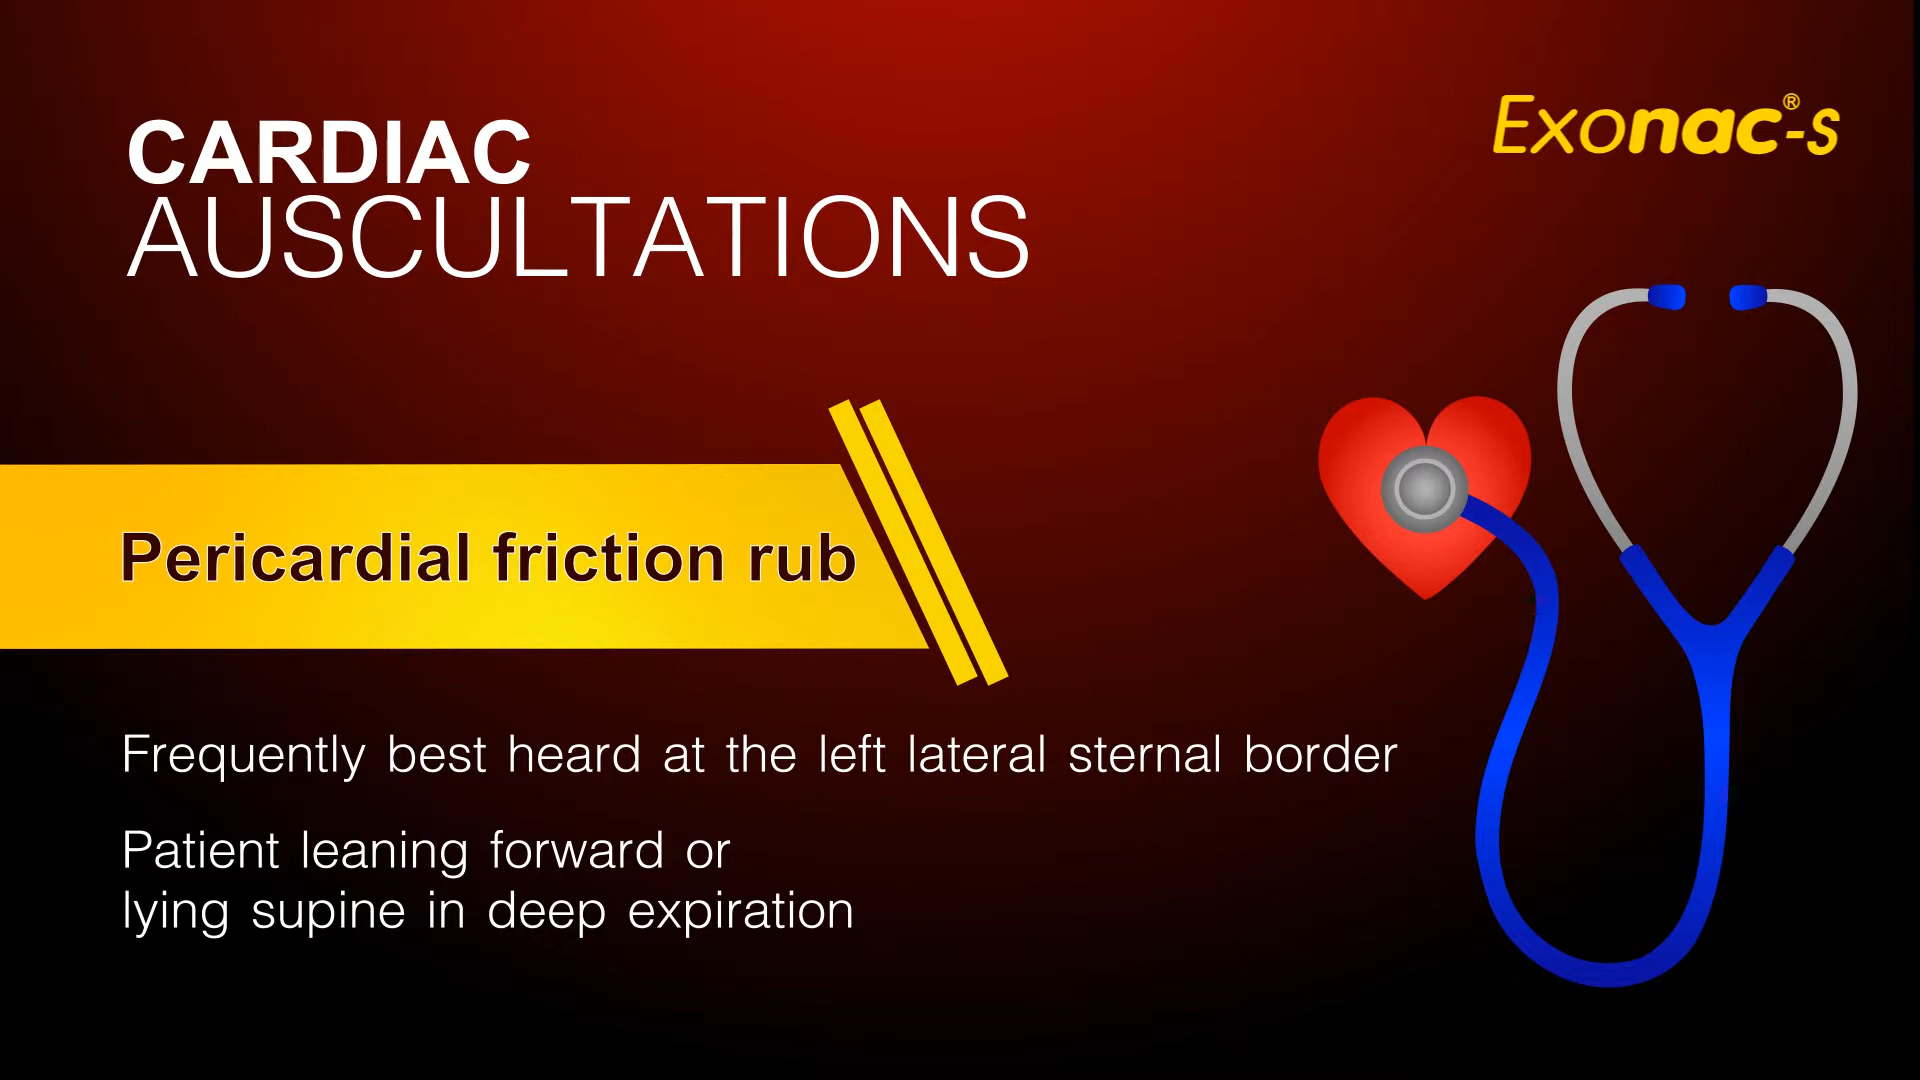 CARDIAC
AUSCULTATIONS
Exonac®-s
Pericardial friction rub
Frequently best heard at the left lateral sternal border
Patient leaning forward or
lying supine in deep expiration